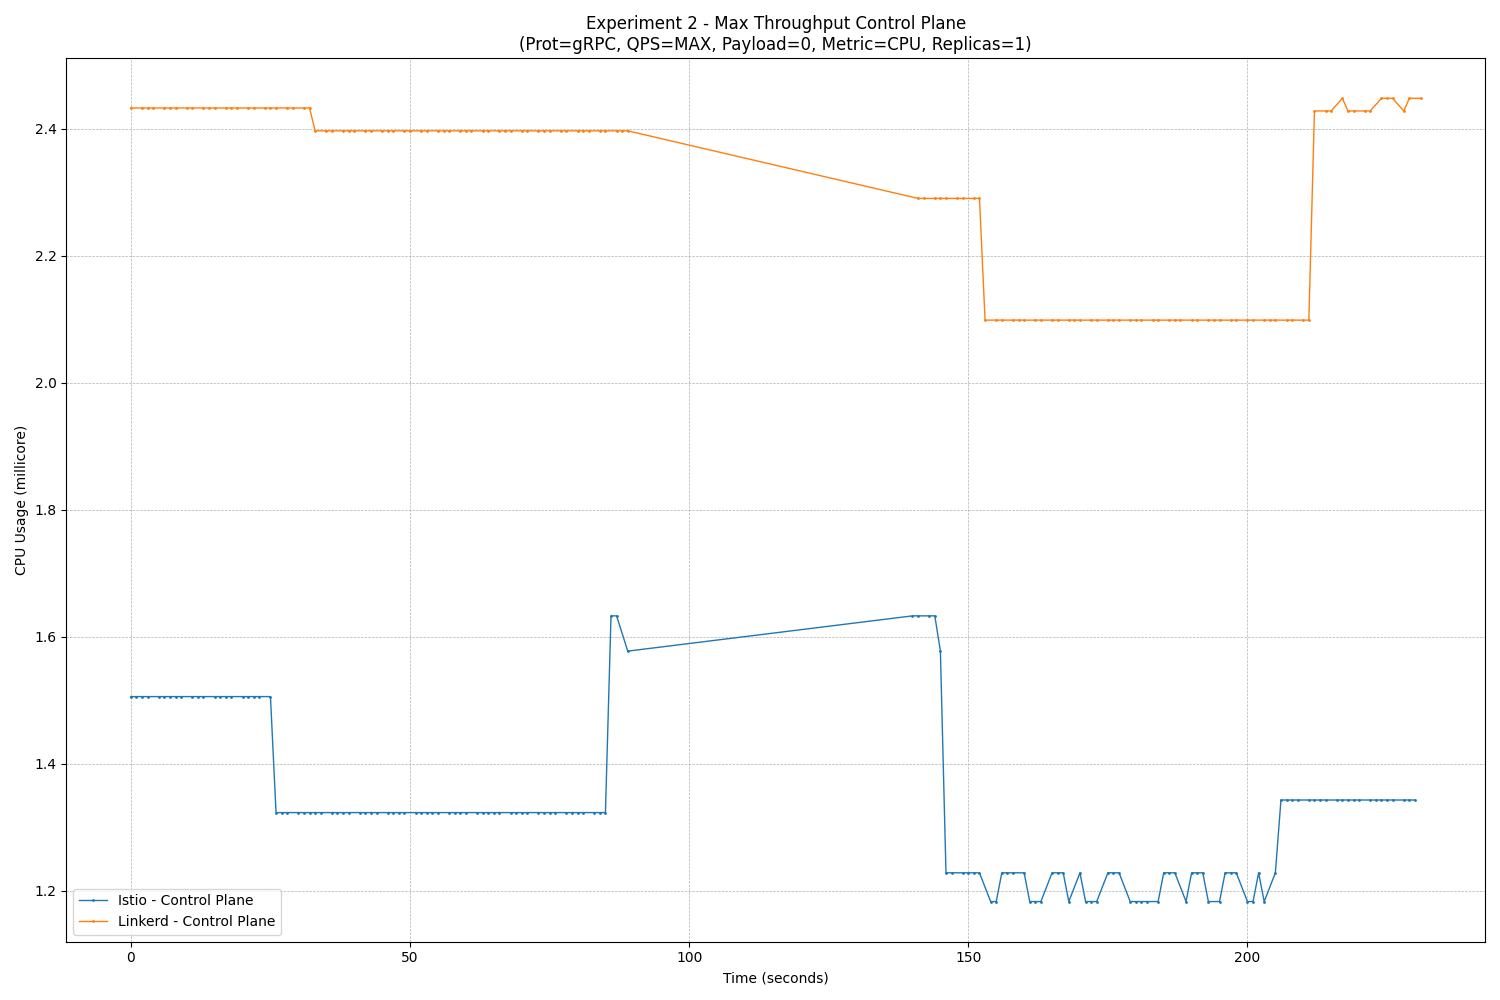 Experiment 2 - Max Throughput Control Plane
(Prot=gRPC, QPS=MAX, Payload=0, Metric=CPU, Replicas=1)
CPU Usage (millicore)
2.4
2.2
2.0
1.8
1.6
1.4
1.2
Istio - Control Plane
Linkerd - Control Plane
0
50
100
150
200
Time (seconds)